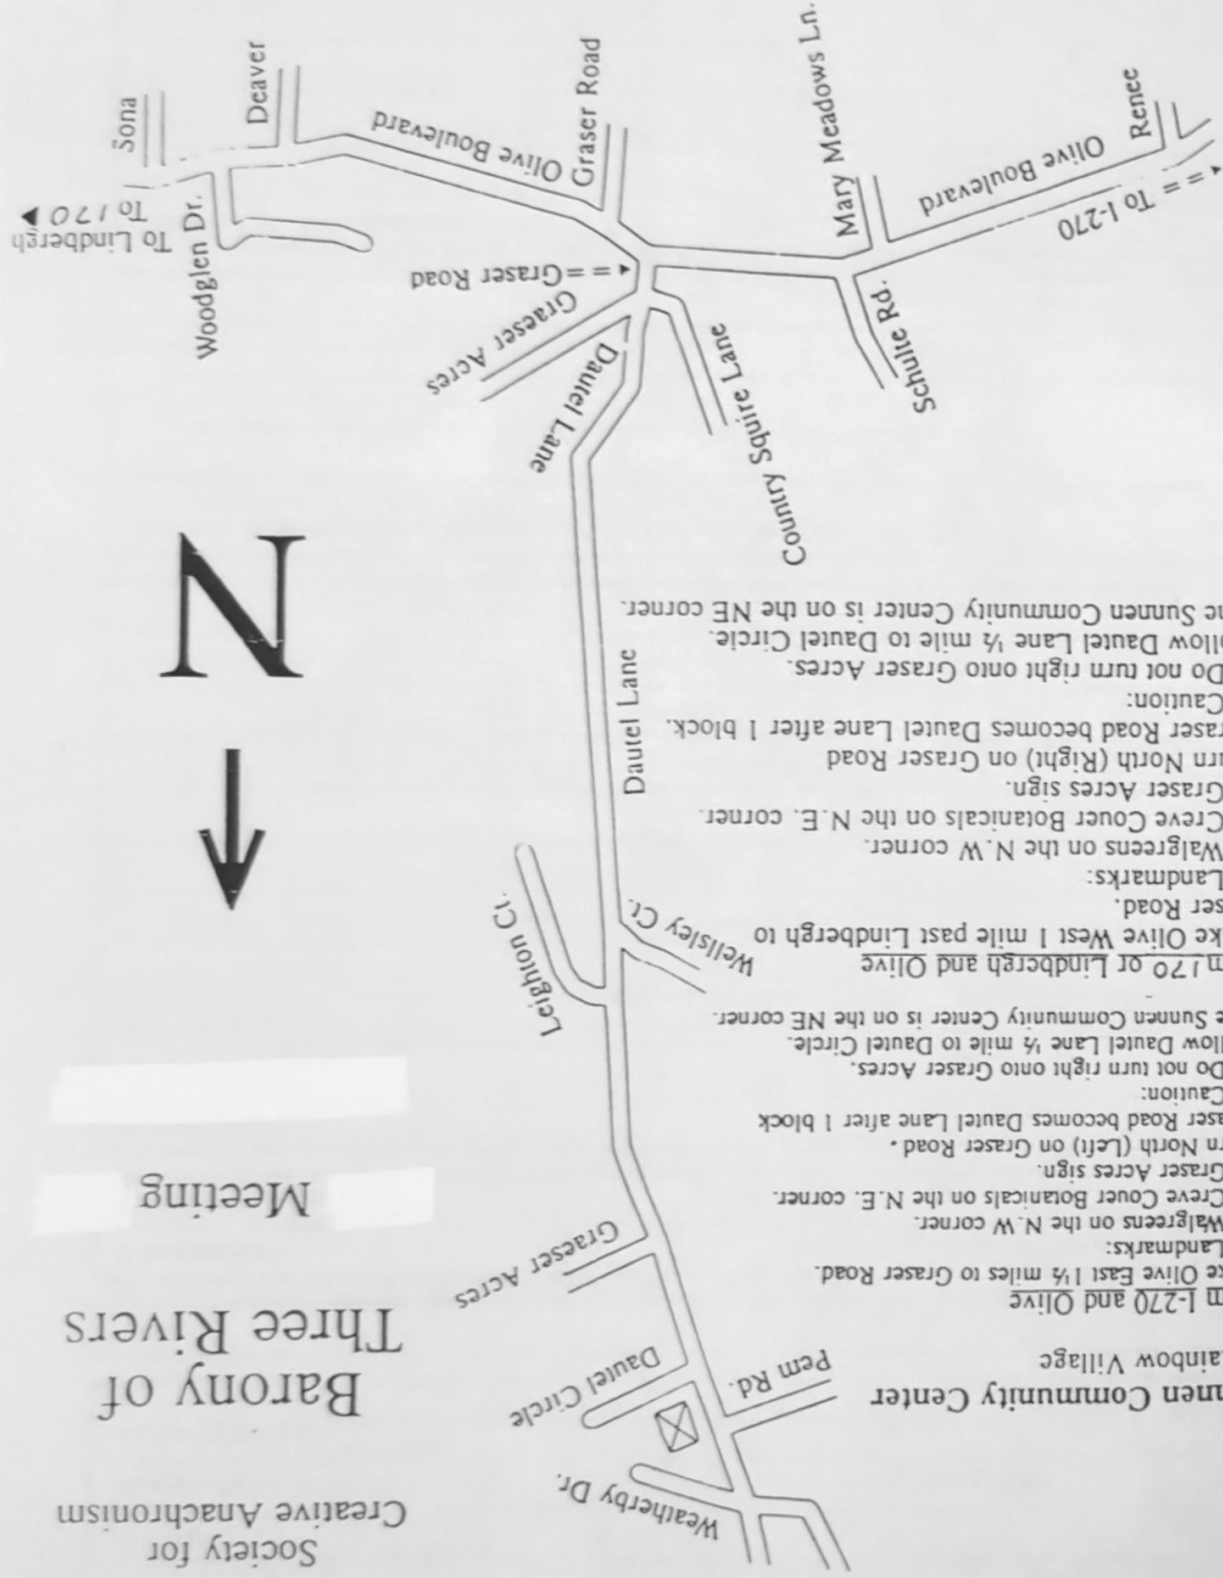 Society for
Creative Anachronism
Barony of
Three Rivers
Meeting
nnen Community Center
ainbow Village
m I-270 and Olive
ke Olive East 1½ miles to Graser Road.
Landmarks:
Walgreens on the N.W corner.
Creve Couer Botanicals on the N.E. corner.
Graser Acres sign.
rn North (Left) on Graser Road.
aser Road becomes Dautel Lane after 1 block
Caution:
Do not turn right onto Graser Acres.
llow Dautel Lane ½ mile to Dautel Circle.
e Sunnen Community Center is on the NE corner.
m 170 or Lindbergh and Olive
ke Olive West 1 mile past Lindbergh to
ser Road.
Landmarks:
Walgreens on the N.W corner.
Creve Couer Botanicals on the N.E. corner.
Graser Acres sign.
urn North (Right) on Graser Road
raser Road becomes Dautel Lane after 1 block.
Caution:
Do not turn right onto Graser Acres.
ollow Dautel Lane ½ mile to Dautel Circle.
he Sunnen Community Center is on the NE corner.
Weatherby Dr.
Dautel Circle
Pem Rd.
Graeser Acres
Leighton Ct.
Wellsley Ct.
Dautel Lane
N
Country Squire Lane
Dautel Lane
Graeser Acres
= = Graser Road
Schulte Rd.
Woodglen Dr.
To Lindbergh
To 170
= = To I-270
Olive Boulevard
Renee
Mary Meadows Ln.
Graser Road
Olive Boulevard
Deaver
Sona